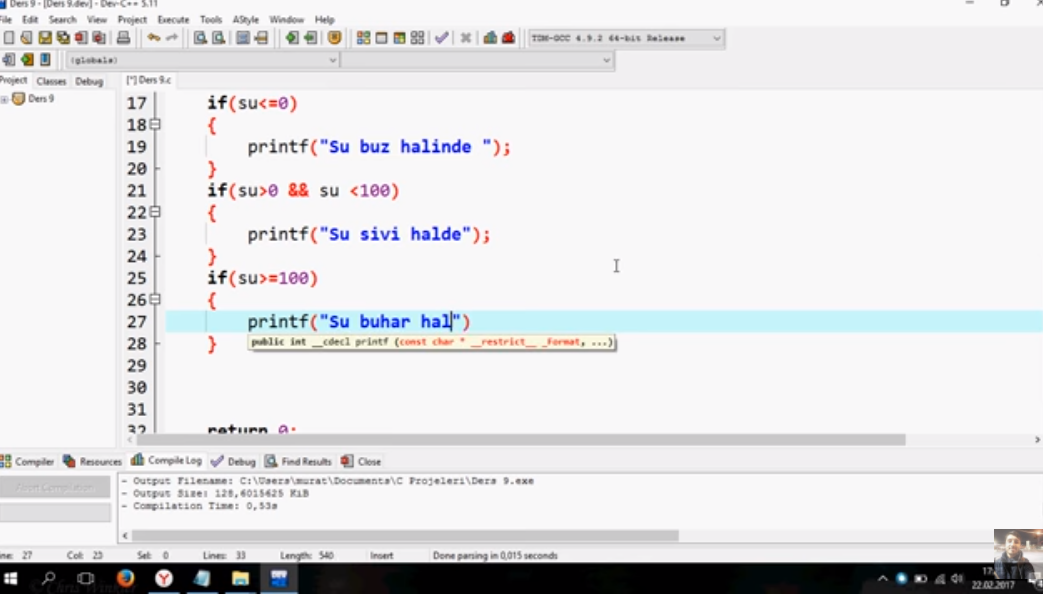 Ders 9 - [Ders 9.dev] - Dev-C++ 5.11
File Edit Search View Project Execute Tools AStyle Window Help
TDM-GCC 4.9.2 64-bit Release
(globals)
Project Classes Debug
[*] Ders 9.c
Ders 9
17 if(su<=0)
18 {
19 printf("Su buz halinde ");
20 }
21 if(su>0 && su <100)
22 {
23 printf("Su sivi halde");
24 }
25 if(su>=100)
26 {
27 printf("Su buhar hal")
public int __cdecl printf (const char * __restrict__ _Format, ...)
28 }
29
30
31
32 return 0;
Compiler Resources Compile Log Debug Find Results Close
Abort Compilation
- Output Filename: C:\Users\murat\Documents\C Projeleri\Ders 9.exe
- Output Size: 128,6015625 KiB
- Compilation Time: 0,53s
Line: 27 Col: 23 Sel: 0 Lines: 33 Length: 540 Insert Done parsing in 0,015 seconds
22.02.2017